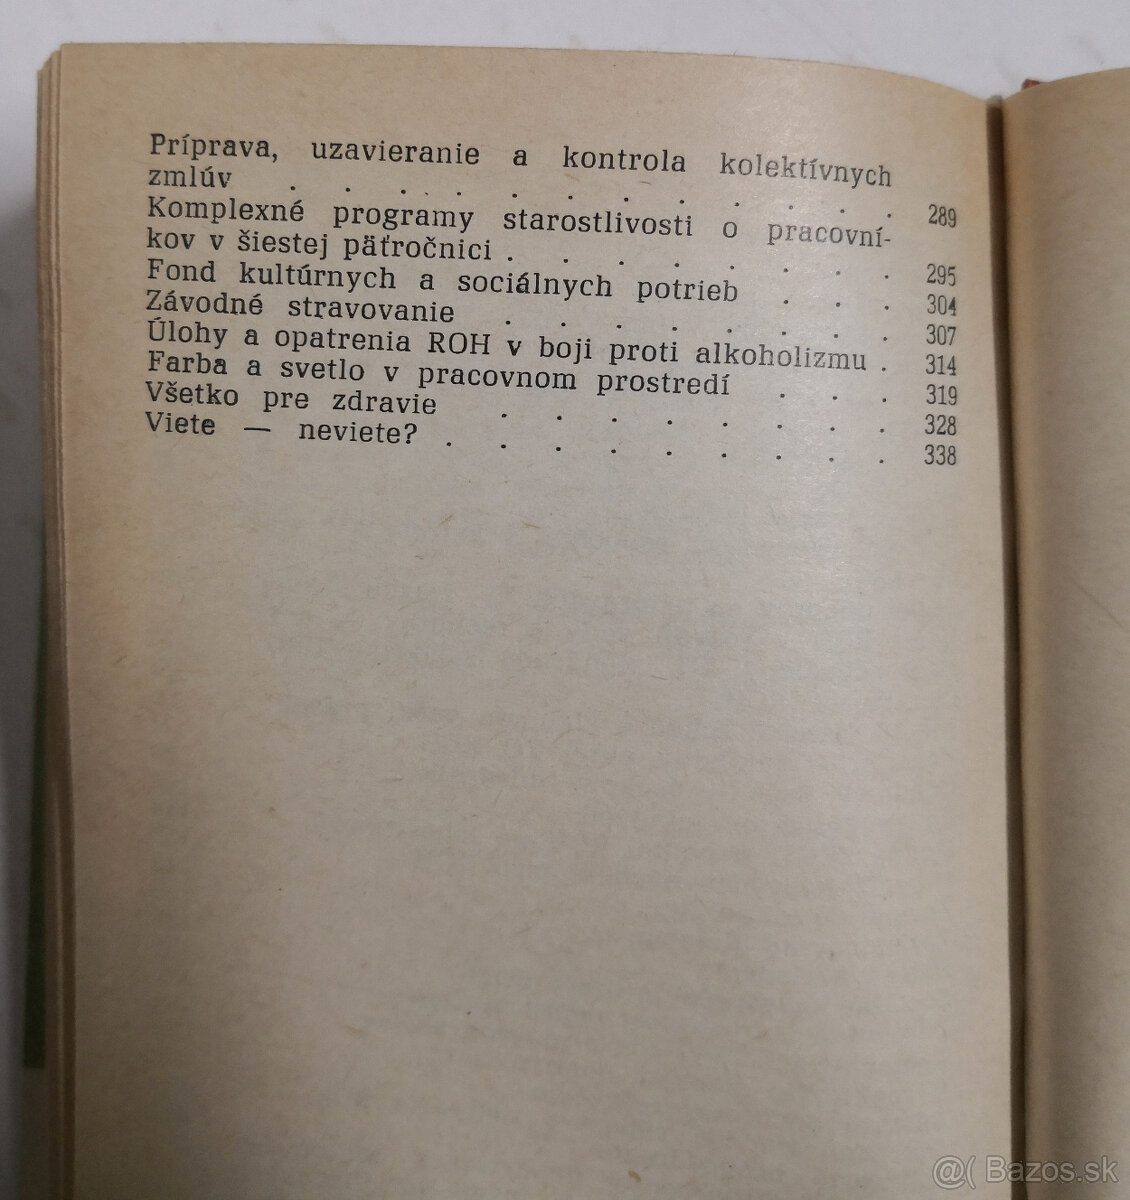 Príprava, uzavieranie a kontrola kolektívnych
zmlúv . . . . . . . . . . . 289
Komplexné programy starostlivosti o pracovní-
kov v šiestej päťročnici . . . . . . . . 295
Fond kultúrnych a sociálnych potrieb . . . 304
Závodné stravovanie . . . . . . . . 307
Úlohy a opatrenia ROH v boji proti alkoholizmu . 314
Farba a svetlo v pracovnom prostredí . . . 319
Všetko pre zdravie . . . . . . . . 328
Viete — neviete? . . . . . . . . . 338
@( Bazos.sk